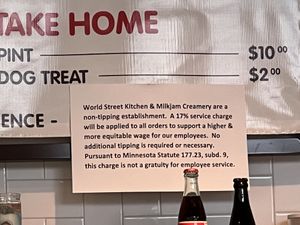 TAKE HOME
PINT — $10.00
DOG TREAT — $2.00
ENCE -
World Street Kitchen & Milkjam Creamery are a
non-tipping establishment. A 17% service charge
will be applied to all orders to support a higher &
more equitable wage for our employees. No
additional tipping is required or necessary.
Pursuant to Minnesota Statute 177.23, subd. 9,
this charge is not a gratuity for employee service.